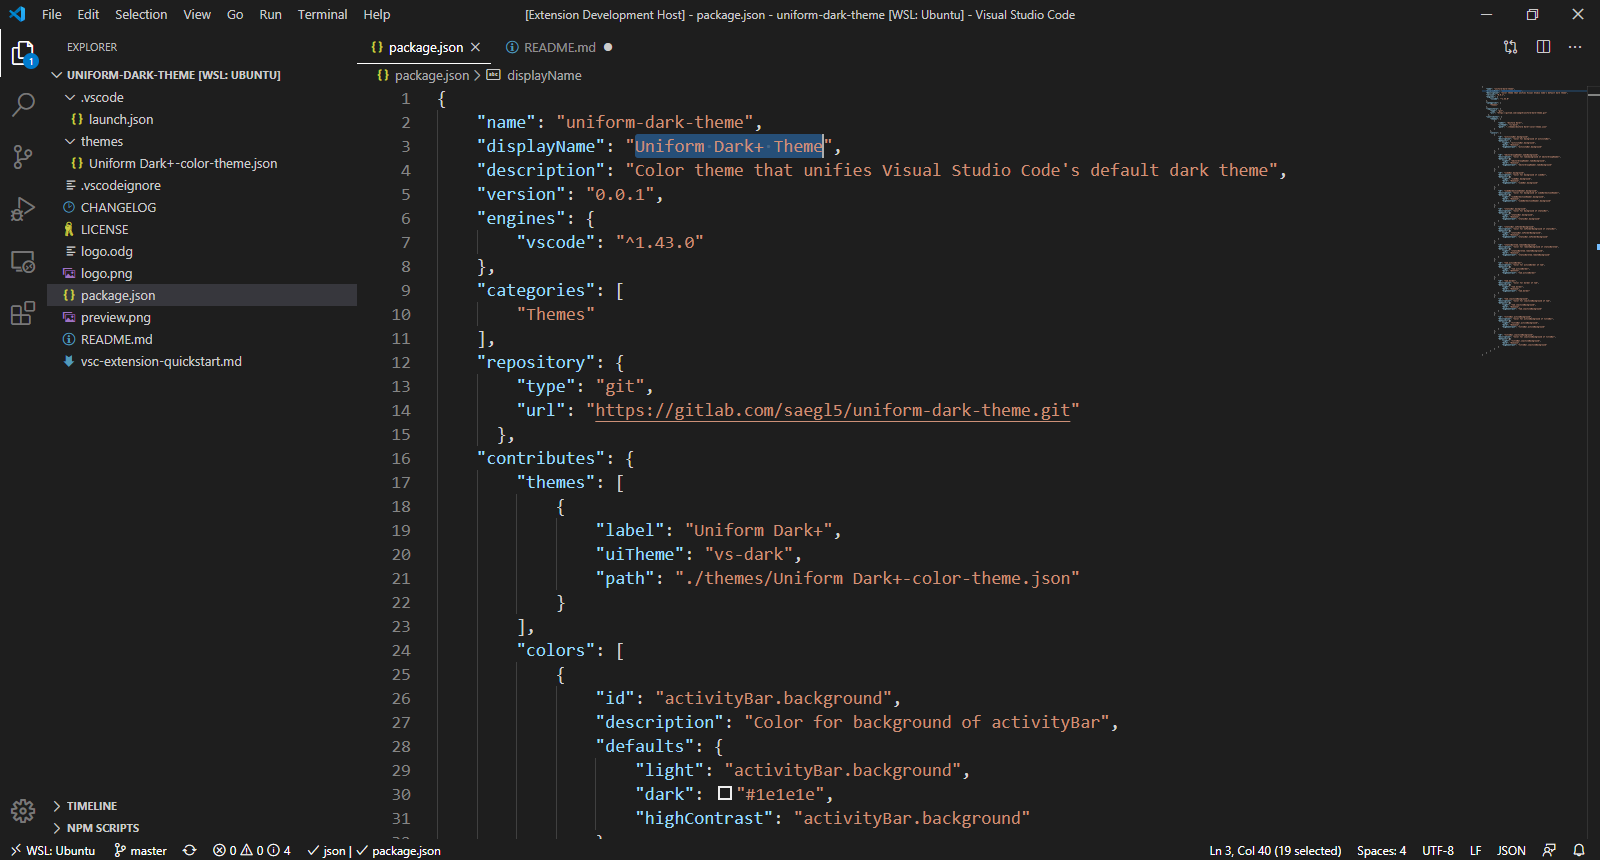 File Edit Selection View Go Run Terminal Help [Extension Development Host] - package.json - uniform-dark-theme [WSL: Ubuntu] - Visual Studio Code
EXPLORER
1
UNIFORM-DARK-THEME [WSL: UBUNTU]
.vscode
{} launch.json
themes
{} Uniform Dark+-color-theme.json
.vscodeignore
CHANGELOG
LICENSE
logo.odg
logo.png
{} package.json
preview.png
README.md
vsc-extension-quickstart.md
TIMELINE
NPM SCRIPTS
{} package.json README.md
{} package.json > abc displayName
1 {
2 "name": "uniform-dark-theme",
3 "displayName": "Uniform·Dark+·Theme",
4 "description": "Color theme that unifies Visual Studio Code's default dark theme",
5 "version": "0.0.1",
6 "engines": {
7 "vscode": "^1.43.0"
8 },
9 "categories": [
10 "Themes"
11 ],
12 "repository": {
13 "type": "git",
14 "url": "https://gitlab.com/saegl5/uniform-dark-theme.git"
15 },
16 "contributes": {
17 "themes": [
18 {
19 "label": "Uniform Dark+",
20 "uiTheme": "vs-dark",
21 "path": "./themes/Uniform Dark+-color-theme.json"
22 }
23 ],
24 "colors": [
25 {
26 "id": "activityBar.background",
27 "description": "Color for background of activityBar",
28 "defaults": {
29 "light": "activityBar.background",
30 "dark": "#1e1e1e",
31 "highContrast": "activityBar.background"
WSL: Ubuntu master 0 0 4 json | package.json Ln 3, Col 40 (19 selected) Spaces: 4 UTF-8 LF JSON